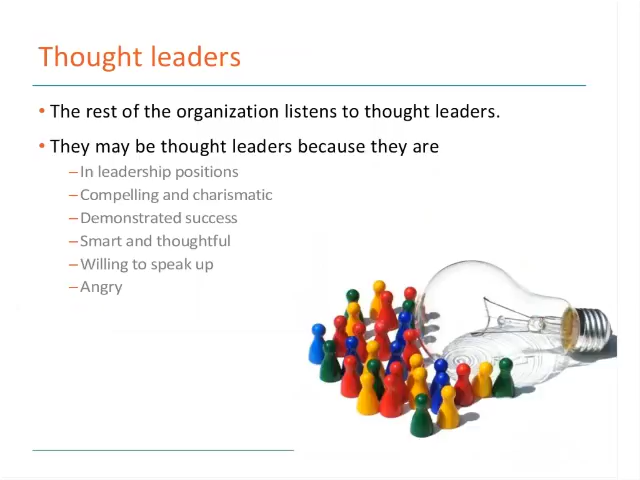 Thought leaders
• The rest of the organization listens to thought leaders.
• They may be thought leaders because they are
–In leadership positions
–Compelling and charismatic
–Demonstrated success
–Smart and thoughtful
–Willing to speak up
–Angry